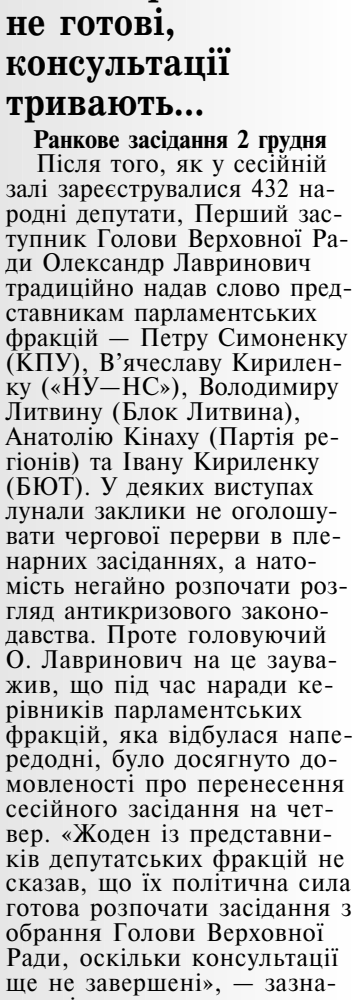 не готові,
консультації
тривають...
Ранкове засідання 2 грудня
Після того, як у сесійній
залі зареєструвалися 432 на-
родні депутати, Перший зас-
тупник Голови Верховної Ра-
ди Олександр Лавринович
традиційно надав слово пред-
ставникам парламентських
фракцій — Петру Симоненку
(КПУ), В’ячеславу Кирилен-
ку («НУ—НС»), Володимиру
Литвину (Блок Литвина),
Анатолію Кінаху (Партія ре-
гіонів) та Івану Кириленку
(БЮТ). У деяких виступах
лунали заклики не оголошу-
вати чергової перерви в пле-
нарних засіданнях, а нато-
мість негайно розпочати роз-
гляд антикризового законо-
давства. Проте головуючий
О. Лавринович на це заува-
жив, що під час наради ке-
рівників парламентських
фракцій, яка відбулася напе-
редодні, було досягнуто до-
мовленості про перенесення
сесійного засідання на чет-
вер. «Жоден із представни-
ків депутатських фракцій не
сказав, що їх політична сила
готова розпочати засідання з
обрання Голови Верховної
Ради, оскільки консультації
ще не завершені», — зазна-